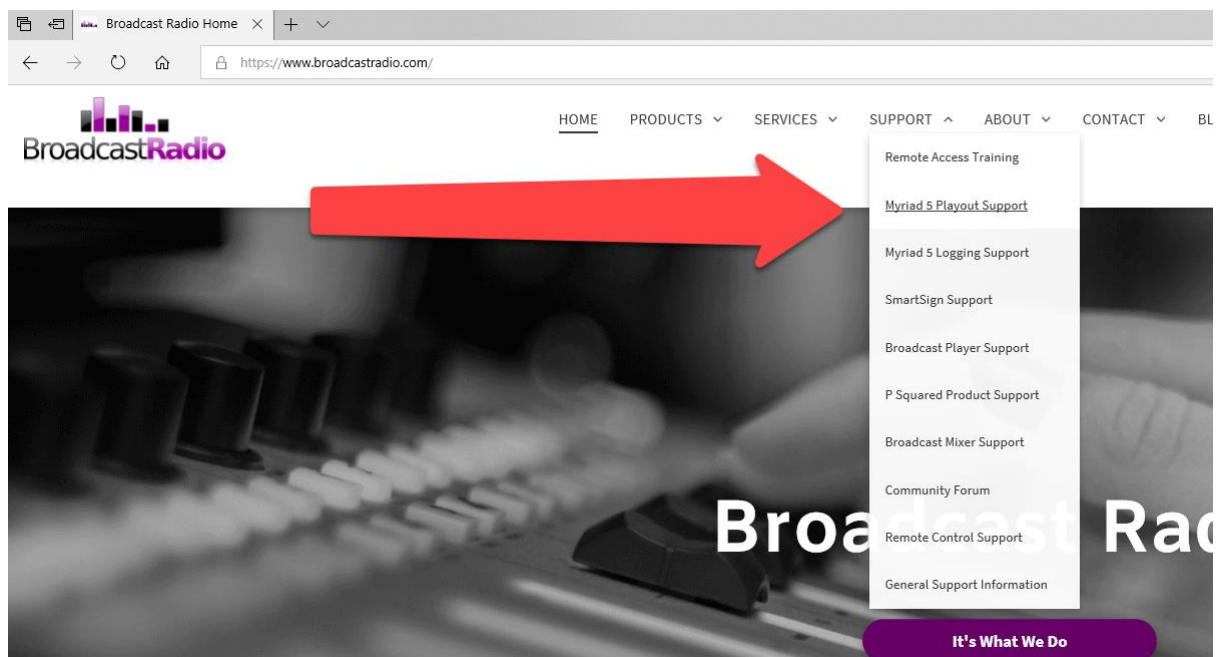 Broadcast Radio Home
https://www.broadcastradio.com/
BroadcastRadio
HOME PRODUCTS SERVICES SUPPORT ABOUT CONTACT BL
Remote Access Training
Myriad 5 Playout Support
Myriad 5 Logging Support
SmartSign Support
Broadcast Player Support
P Squared Product Support
Broadcast Mixer Support
Community Forum
Remote Control Support
General Support Information
Broadcast Rad
It's What We Do